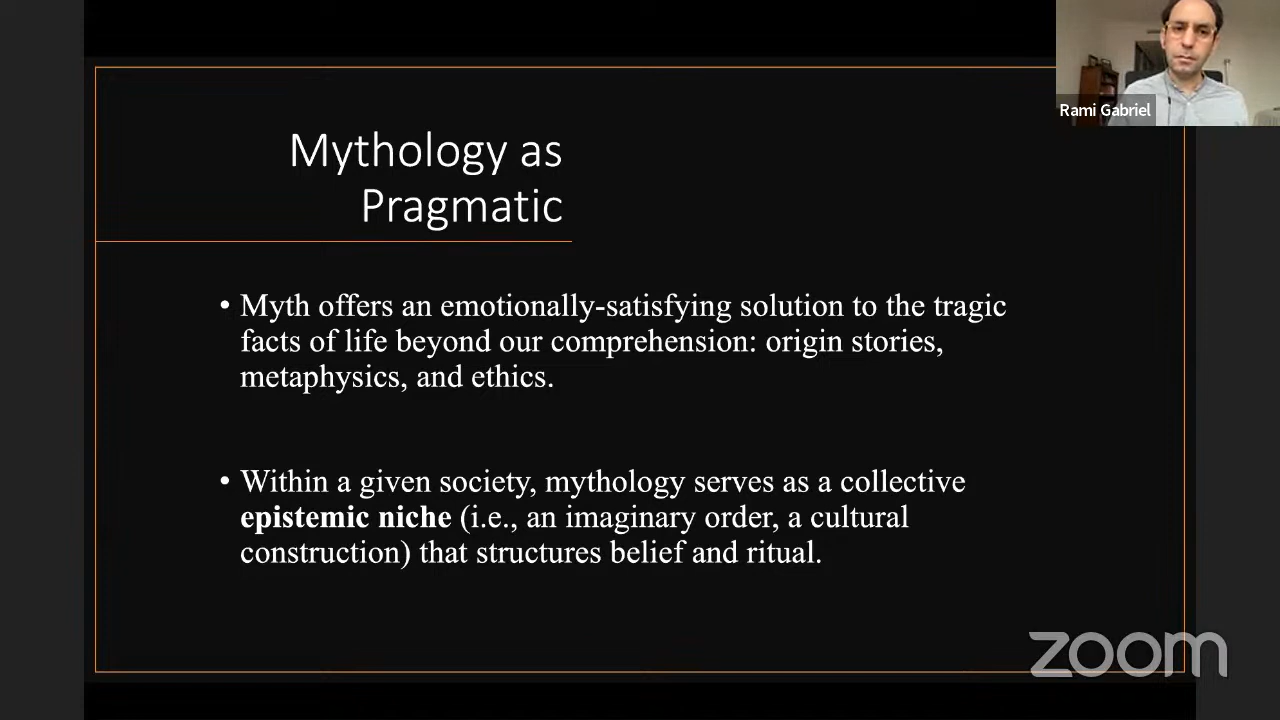 Rami Gabriel
Mythology as
Pragmatic
• Myth offers an emotionally-satisfying solution to the tragic
facts of life beyond our comprehension: origin stories,
metaphysics, and ethics.
• Within a given society, mythology serves as a collective
epistemic niche (i.e., an imaginary order, a cultural
construction) that structures belief and ritual.
zoom